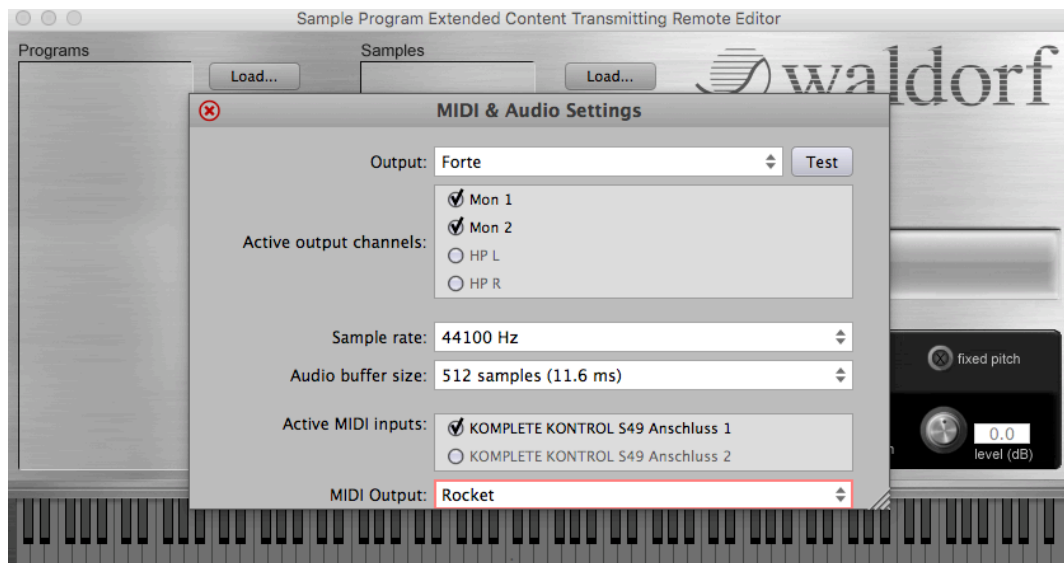 Sample Program Extended Content Transmitting Remote Editor
Programs
Samples
Load...
Load...
waldorf
MIDI & Audio Settings
Output: Forte
Test
Active output channels:
Mon 1
Mon 2
HP L
HP R
Sample rate: 44100 Hz
Audio buffer size: 512 samples (11.6 ms)
Active MIDI inputs:
KOMPLETE KONTROL S49 Anschluss 1
KOMPLETE KONTROL S49 Anschluss 2
MIDI Output: Rocket
fixed pitch
0.0
level (dB)